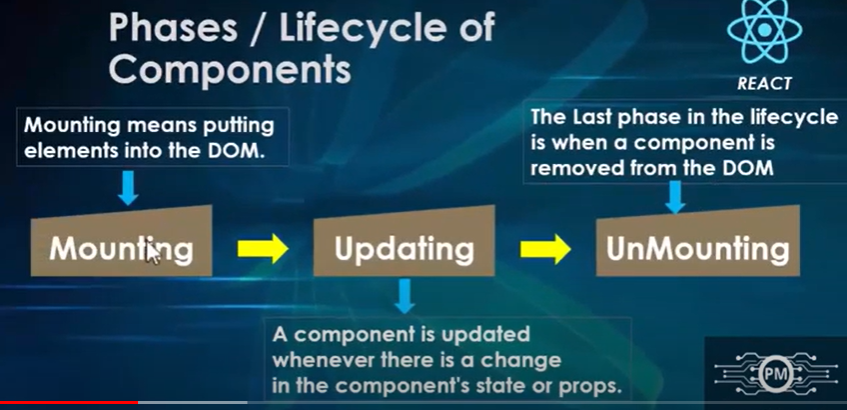 Phases / Lifecycle of
Components
REACT
Mounting means putting
elements into the DOM.
The Last phase in the lifecycle
is when a component is
removed from the DOM
Mounting
Updating
UnMounting
A component is updated
whenever there is a change
in the component's state or props.
PM